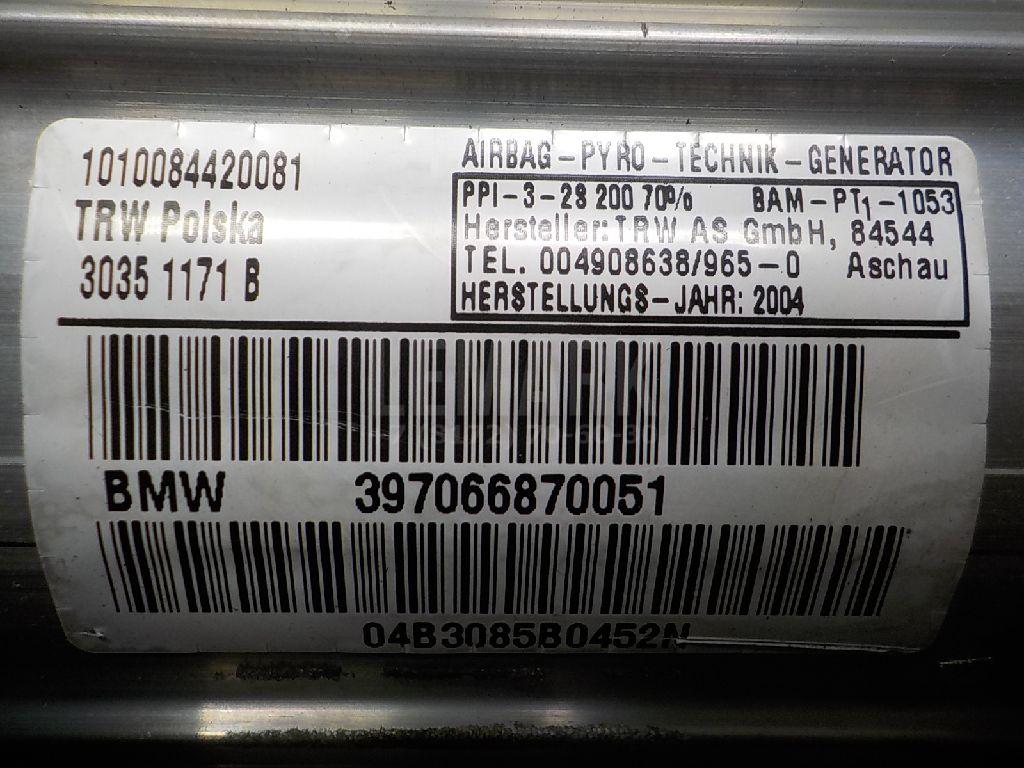 1010084420081
TRW Polska
3035 1171 B
AIRBAG-PYRO-TECHNIK-GENERATOR
PPI-3-28 200 70% BAM-PT1-1053
Hersteller: TRW AS GmbH, 84544
TEL. 004908638/965-0 Aschau
HERSTELLUNGS-JAHR: 2004
LEMARK
BMW 397066870051
04B3085B0452N